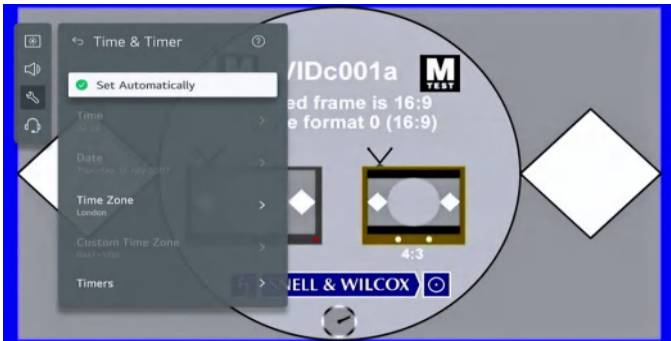 Time & Timer
Set Automatically
Time
Date
Time Zone
London
Custom Time Zone
Timers
VIDc001a
M
TEST
ed frame is 16:9
e format 0 (16:9)
4:3
SNELL & WILCOX